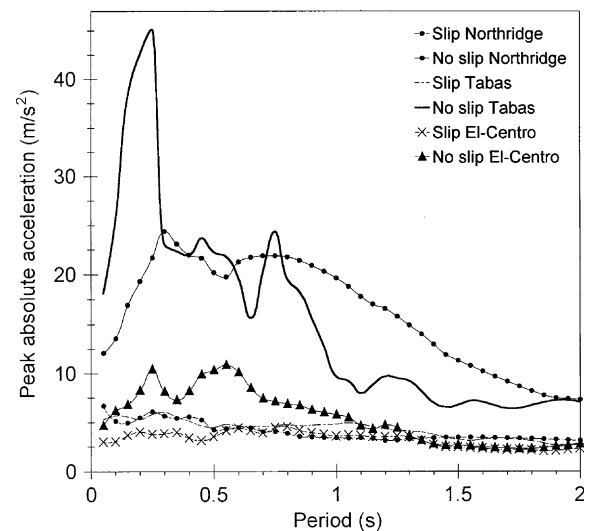 Slip Northridge
No slip Northridge
Slip Tabas
No slip Tabas
Slip El-Centro
No slip El-Centro
Peak absolute acceleration (m/s²)
40
30
20
10
0
0
0.5
1
1.5
2
Period (s)